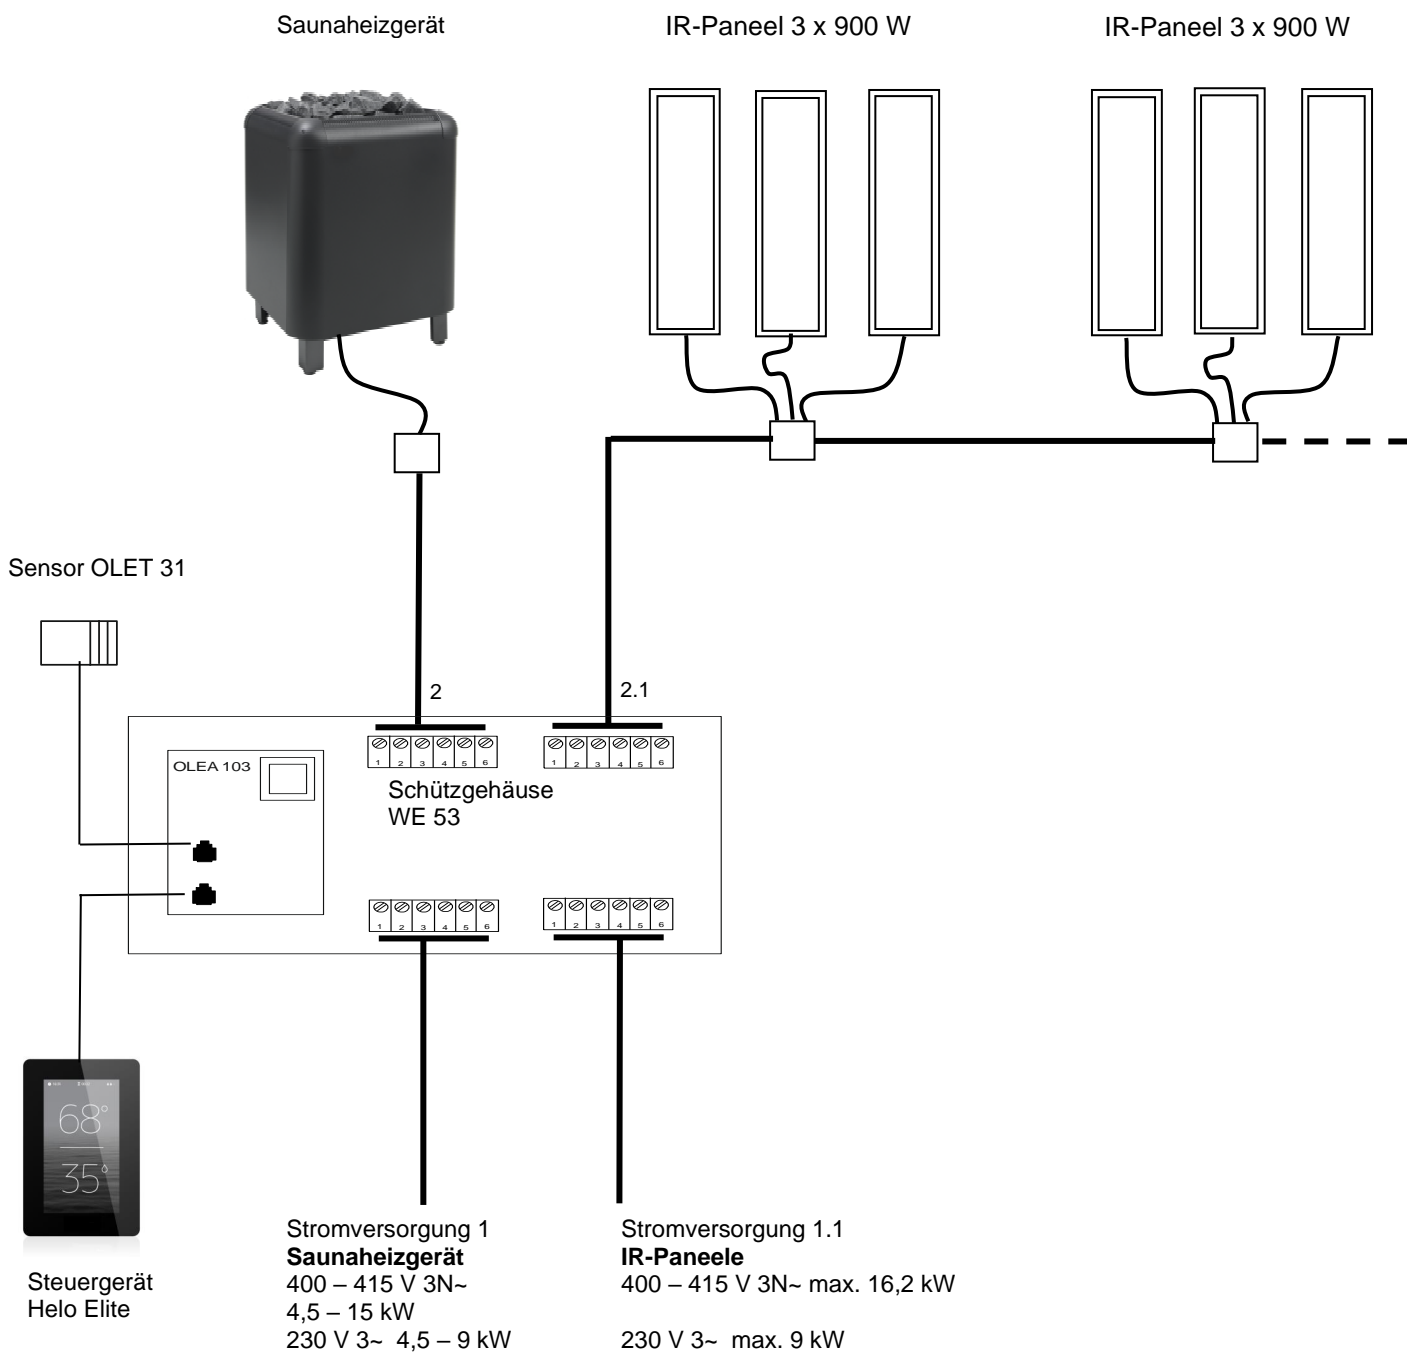 Saunaheizgerät
IR-Paneel 3 x 900 W
IR-Paneel 3 x 900 W
Sensor OLET 31
2
2.1
OLEA 103
1 2 3 4 5 6
1 2 3 4 5 6
Schützgehäuse
WE 53
1 2 3 4 5 6
1 2 3 4 5 6
68°
35
Steuergerät
Helo Elite
Stromversorgung 1
Saunaheizgerät
400 – 415 V 3N~
4,5 – 15 kW
230 V 3~ 4,5 – 9 kW
Stromversorgung 1.1
IR-Paneele
400 – 415 V 3N~ max. 16,2 kW
230 V 3~ max. 9 kW